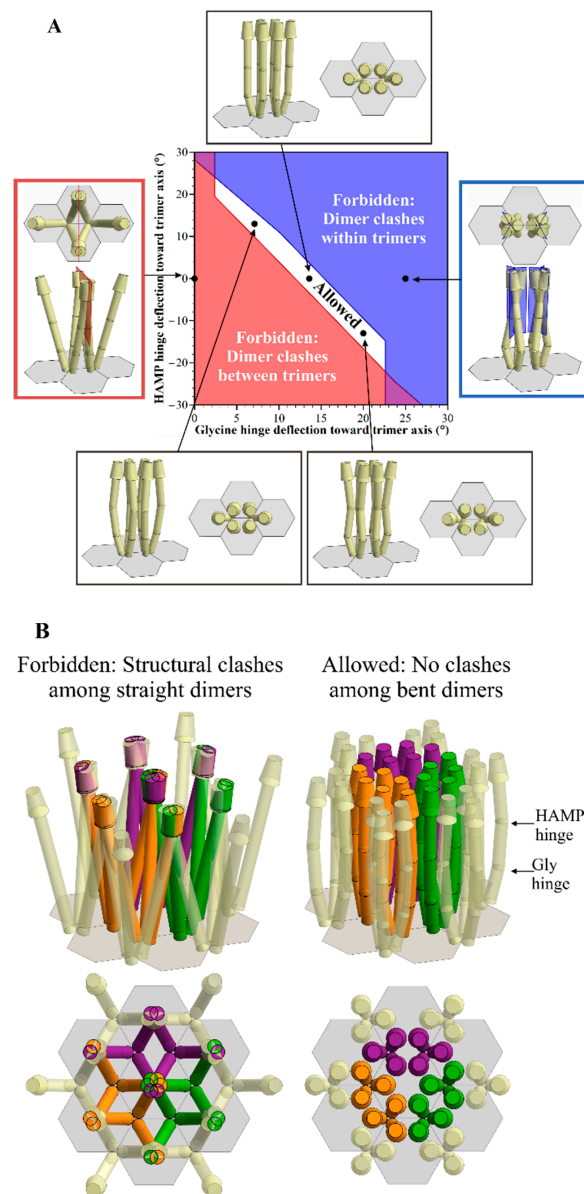 A
HAMP hinge deflection toward trimer axis (°)
30
20
10
0
−10
−20
−30
Forbidden:
Dimer clashes
within trimers
Allowed
Forbidden:
Dimer clashes
between trimers
0
5
10
15
20
25
30
Glycine hinge deflection toward trimer axis (°)
B
Forbidden: Structural clashes
among straight dimers
Allowed: No clashes
among bent dimers
HAMP
hinge
Gly
hinge